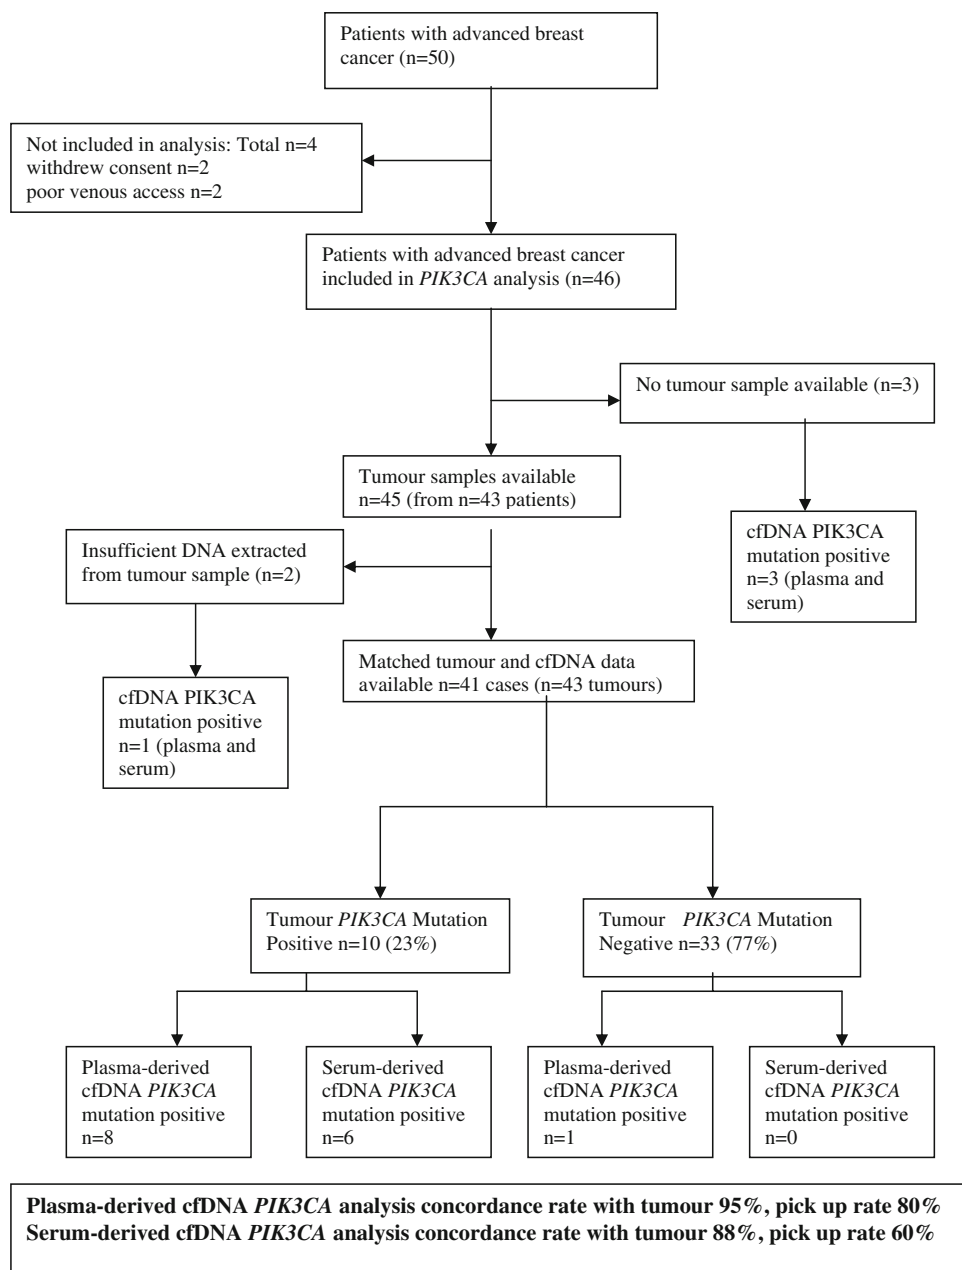 Patients with advanced breast
cancer (n=50)
Not included in analysis: Total n=4
withdrew consent n=2
poor venous access n=2
Patients with advanced breast cancer
included in PIK3CA analysis (n=46)
No tumour sample available (n=3)
Tumour samples available
n=45 (from n=43 patients)
cfDNA PIK3CA
mutation positive
n=3 (plasma and
serum)
Insufficient DNA extracted
from tumour sample (n=2)
Matched tumour and cfDNA data
available n=41 cases (n=43 tumours)
cfDNA PIK3CA
mutation positive
n=1 (plasma and
serum)
Tumour PIK3CA Mutation
Positive n=10 (23%)
Tumour PIK3CA Mutation
Negative n=33 (77%)
Plasma-derived
cfDNA PIK3CA
mutation positive
n=8
Serum-derived
cfDNA PIK3CA
mutation positive
n=6
Plasma-derived
cfDNA PIK3CA
mutation positive
n=1
Serum-derived
cfDNA PIK3CA
mutation positive
n=0
Plasma-derived cfDNA PIK3CA analysis concordance rate with tumour 95%, pick up rate 80%
Serum-derived cfDNA PIK3CA analysis concordance rate with tumour 88%, pick up rate 60%